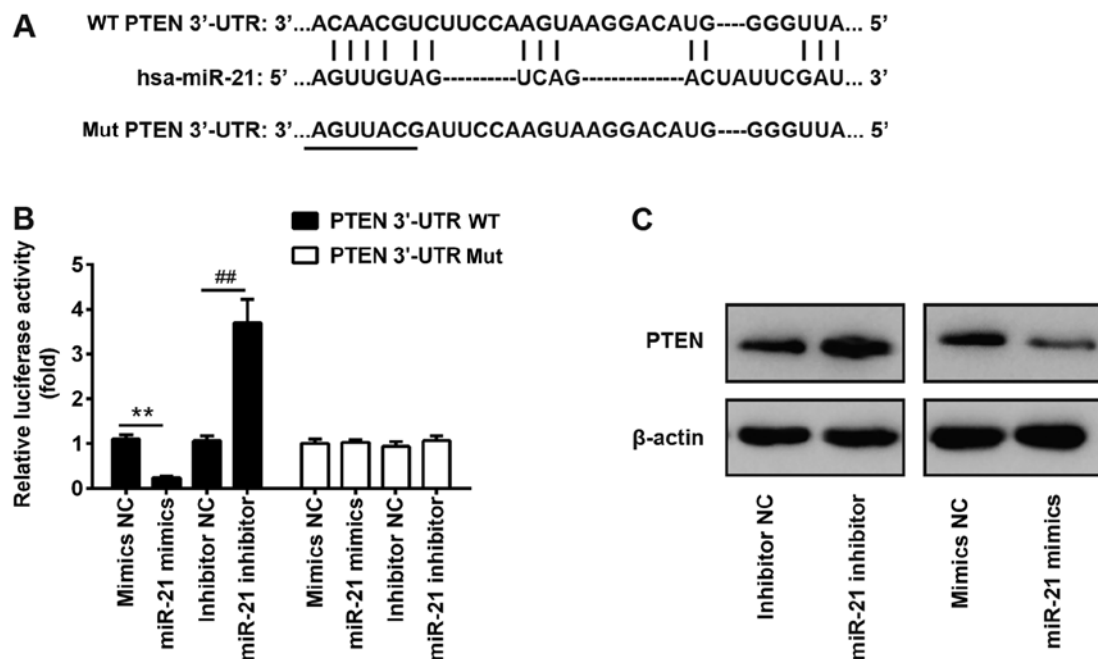 A
WT PTEN 3’-UTR: 3’...ACAACGUCUUCCAAGUAAGGACAUG----GGGUUA... 5’
hsa-miR-21: 5’ AGUUGUAG----------UCAG--------------ACUAUUCGAU... 3’
Mut PTEN 3’-UTR: 3’...AGUUACGAUUCCAAGUAAGGACAUG----GGGUUA... 5’
B
PTEN 3'-UTR WT
PTEN 3'-UTR Mut
Relative luciferase activity
(fold)
5
4
3
2
1
0
**
##
Mimics NC
miR-21 mimics
Inhibitor NC
miR-21 inhibitor
Mimics NC
miR-21 mimics
Inhibitor NC
miR-21 inhibitor
C
PTEN
β-actin
Inhibitor NC
miR-21 inhibitor
Mimics NC
miR-21 mimics